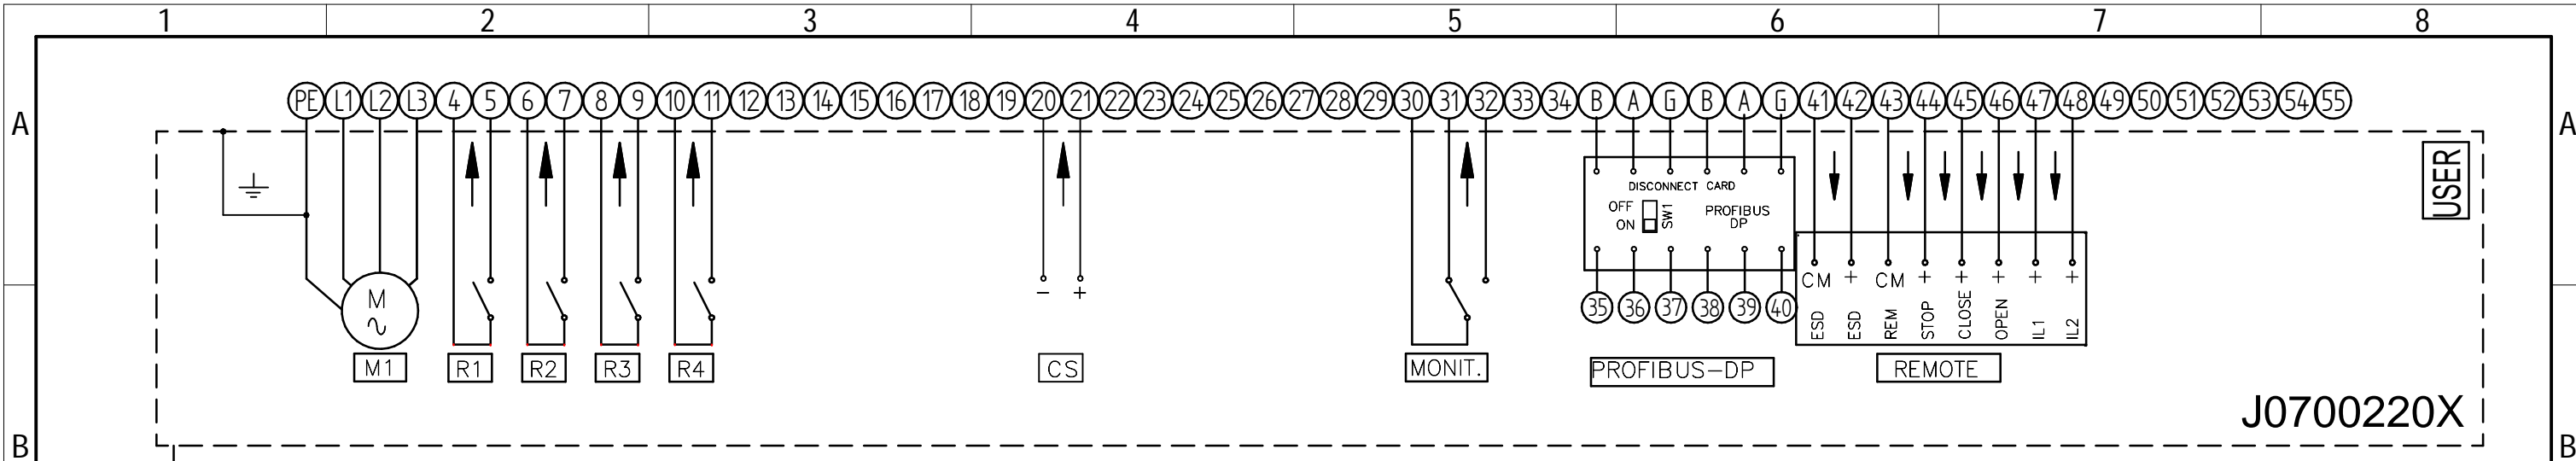 1 2 3 4 5 6 7 8
A A
PE L1 L2 L3 4 5 6 7 8 9 10 11 12 13 14 15 16 17 18 19 20 21 22 23 24 25 26 27 28 29 30 31 32 33 34 B A G B A G 41 42 43 44 45 46 47 48 49 50 51 52 53 54 55
USER
DISCONNECT CARD
OFF
ON
SW1
PROFIBUS
DP
- +
CM + CM + + + + +
ESD ESD REM STOP CLOSE OPEN IL1 IL2
M
35 36 37 38 39 40
M1 R1 R2 R3 R4 CS MONIT. PROFIBUS-DP REMOTE
J0700220X
B B